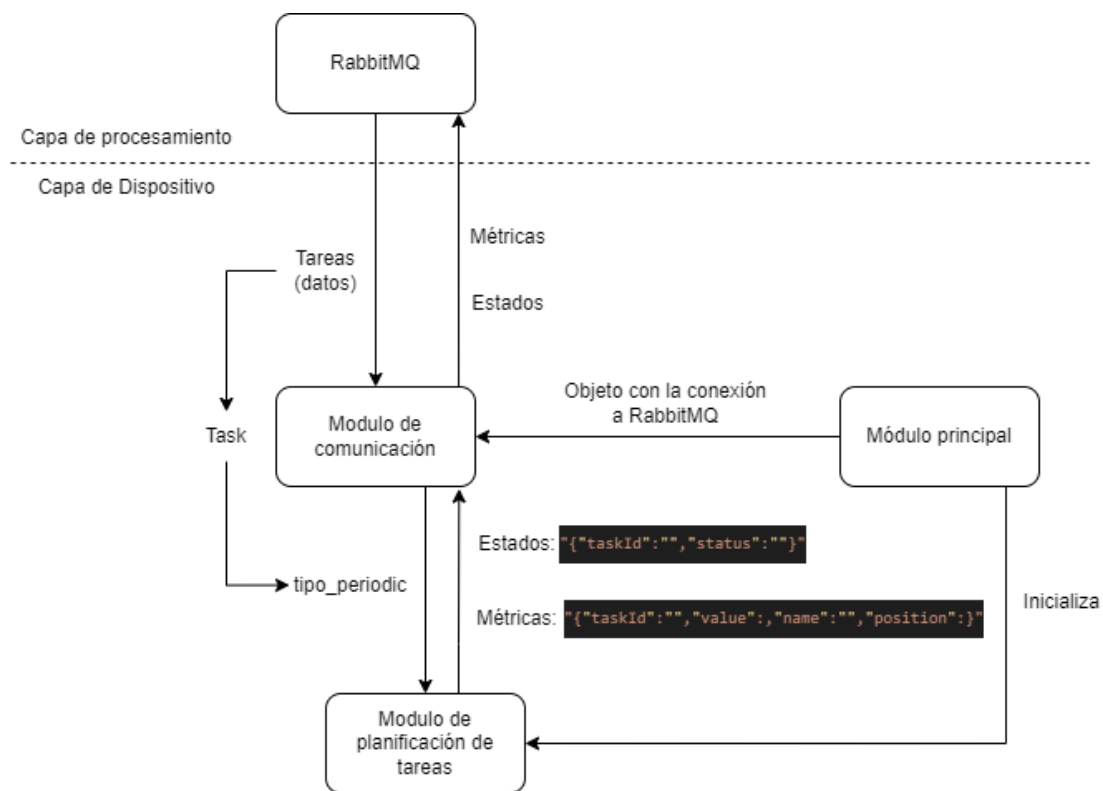 RabbitMQ
Capa de procesamiento
Capa de Dispositivo
Métricas
Tareas
(datos)
Estados
Objeto con la conexión
a RabbitMQ
Modulo de
comunicación
Módulo principal
Task
Estados: "{"taskId":"","status":""}"
tipo_periodic
Métricas: "{"taskId":"","value":,"name":"","position":}"
Inicializa
Modulo de
planificación de
tareas